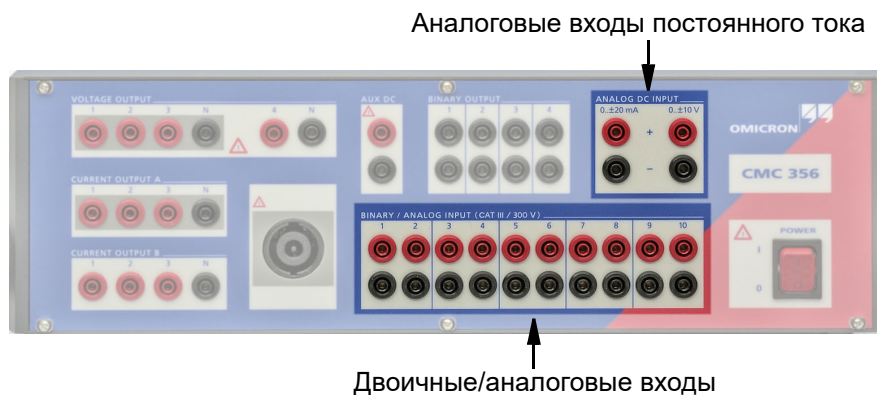 Аналоговые входы постоянного тока
VOLTAGE OUTPUT
1 2 3 N 4 N
AUX DC
BINARY OUTPUT
1 2 3 4
ANALOG DC INPUT
0..±20 mA 0..±10 V
+
−
OMICRON
CMC 356
CURRENT OUTPUT A
1 2 3 N
BINARY / ANALOG INPUT (CAT III / 300 V)
1 2 3 4 5 6 7 8 9 10
CURRENT OUTPUT B
1 2 3 N
POWER
I
0
Двоичные/аналоговые входы